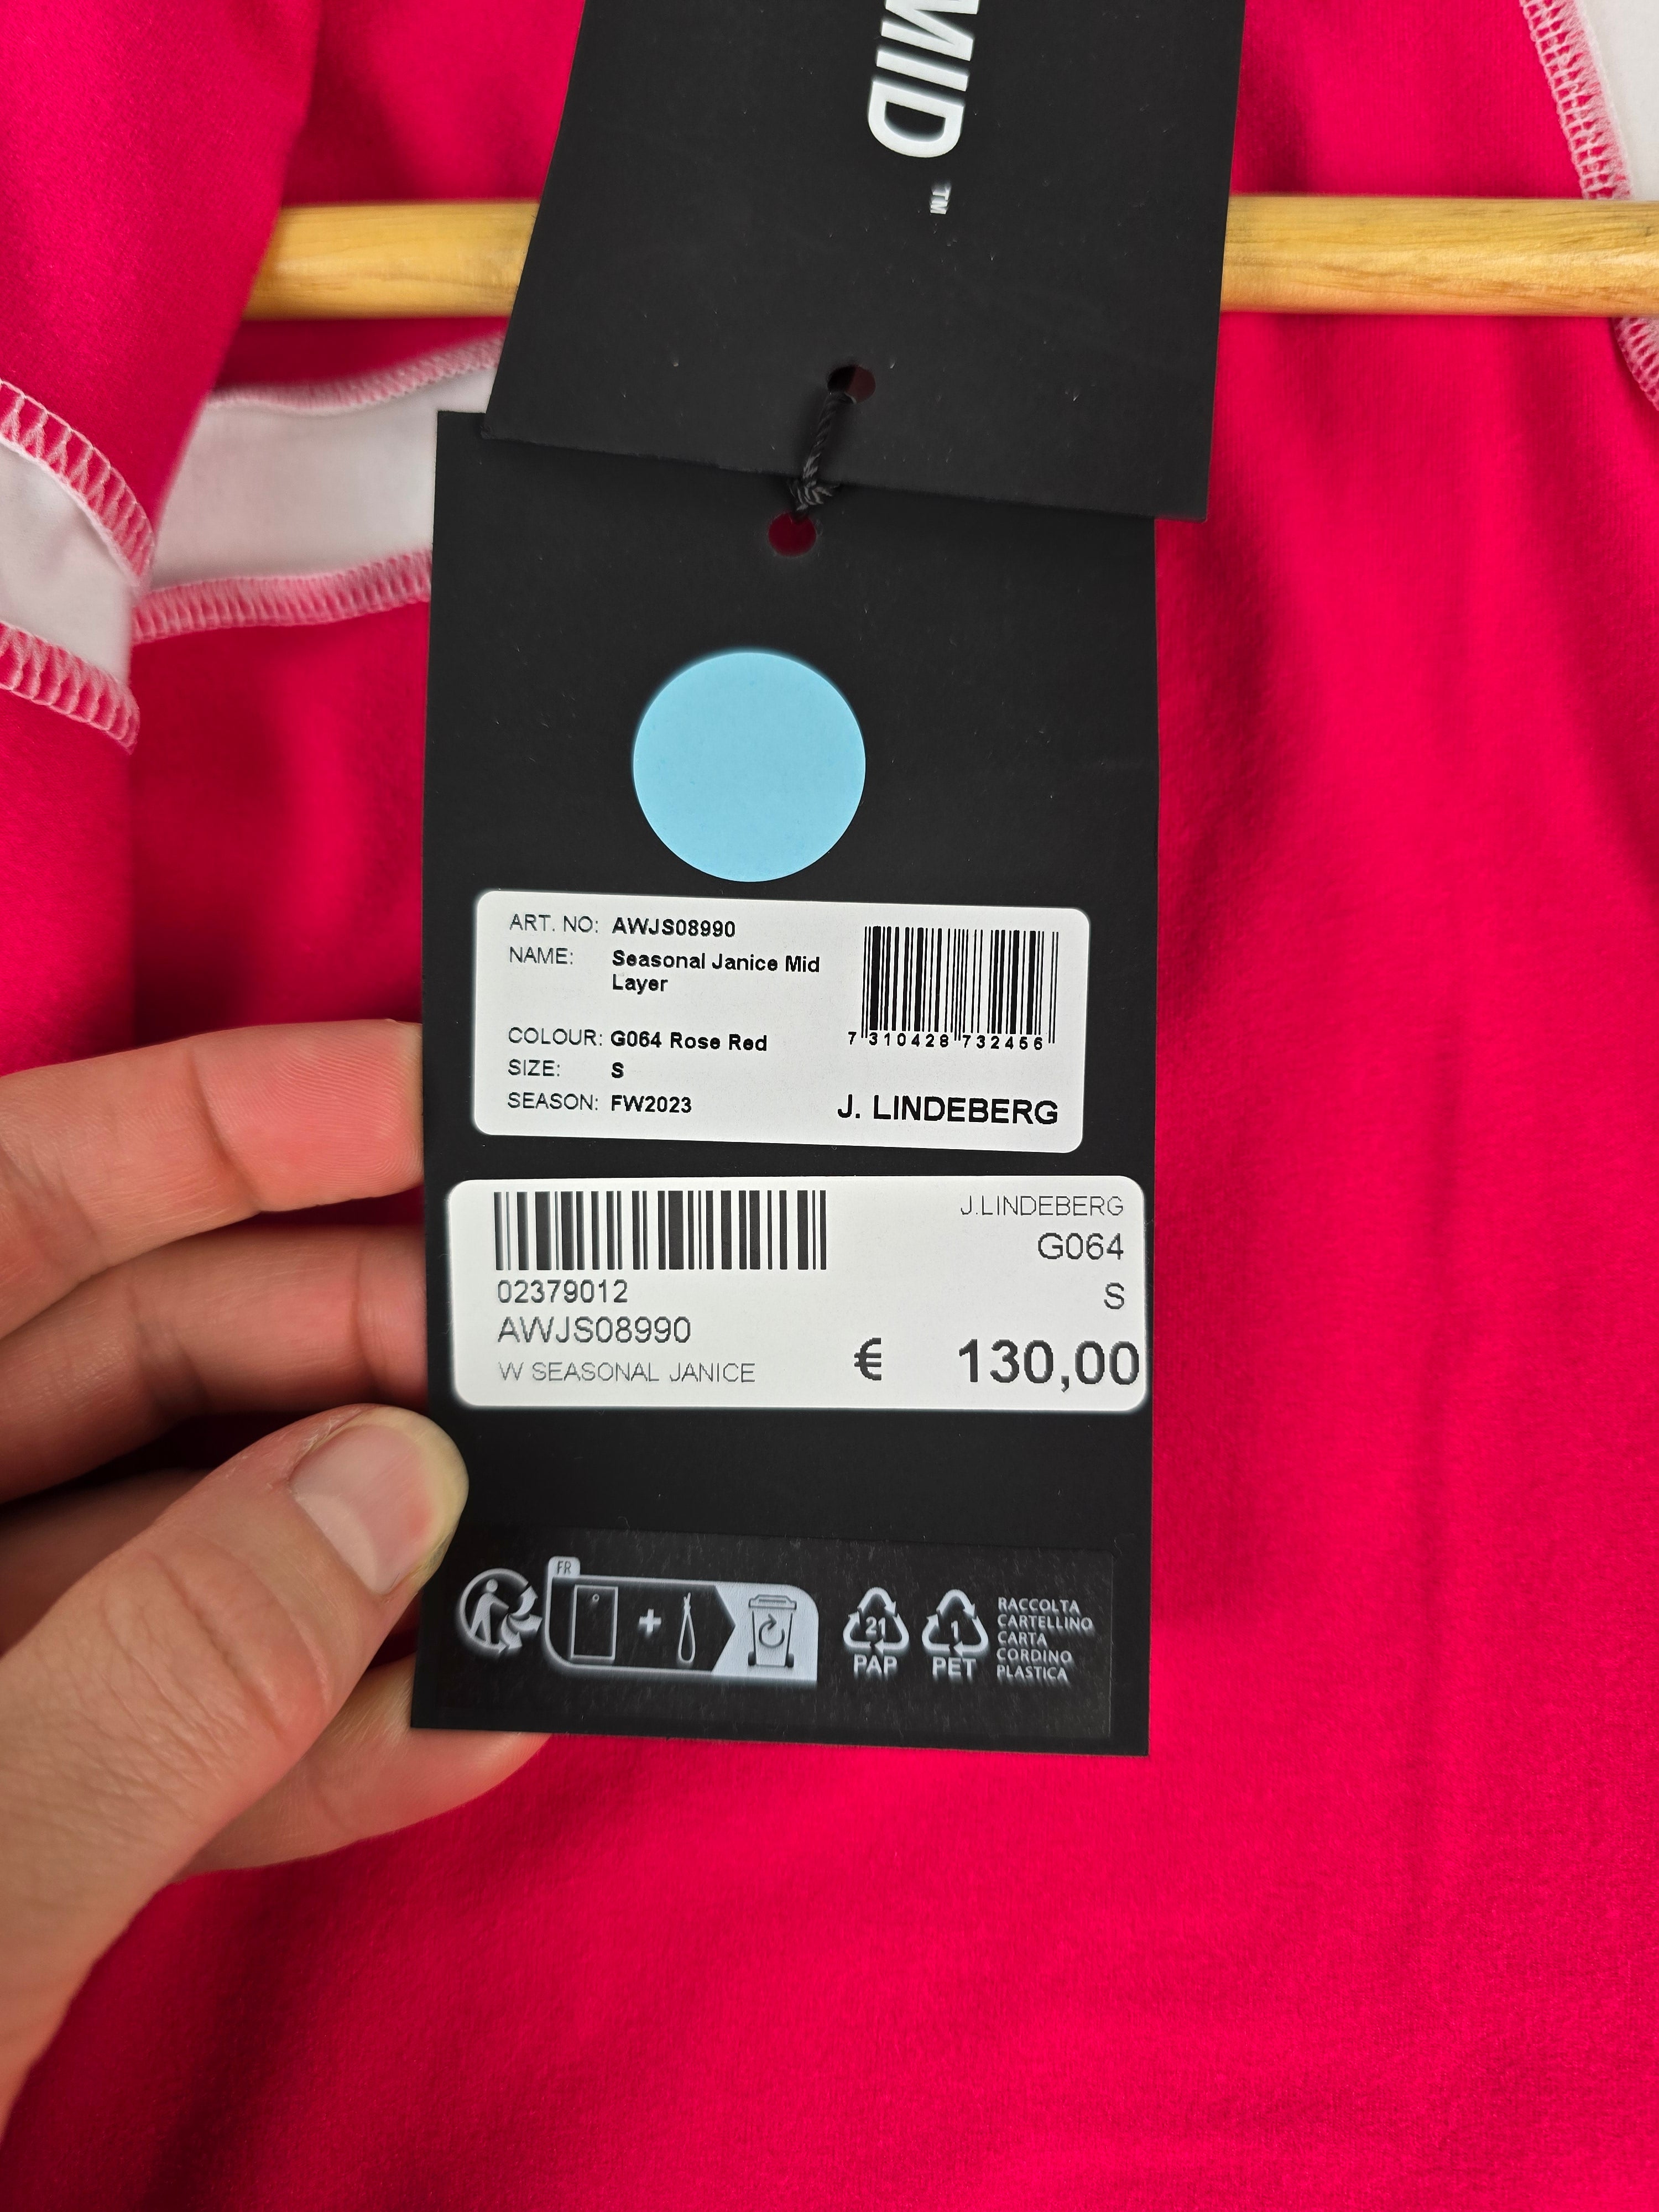 MID™
ART. NO: AWJS08990
NAME: Seasonal Janice Mid
Layer
COLOUR: G064 Rose Red
SIZE: S
SEASON: FW2023
7 310428 732456
J. LINDEBERG
J.LINDEBERG
G064
S
02379012
AWJS08990
W SEASONAL JANICE
€ 130,00
FR
21
PAP
1
PET
RACCOLTA
CARTELLINO
CARTA
CORDINO
PLASTICA